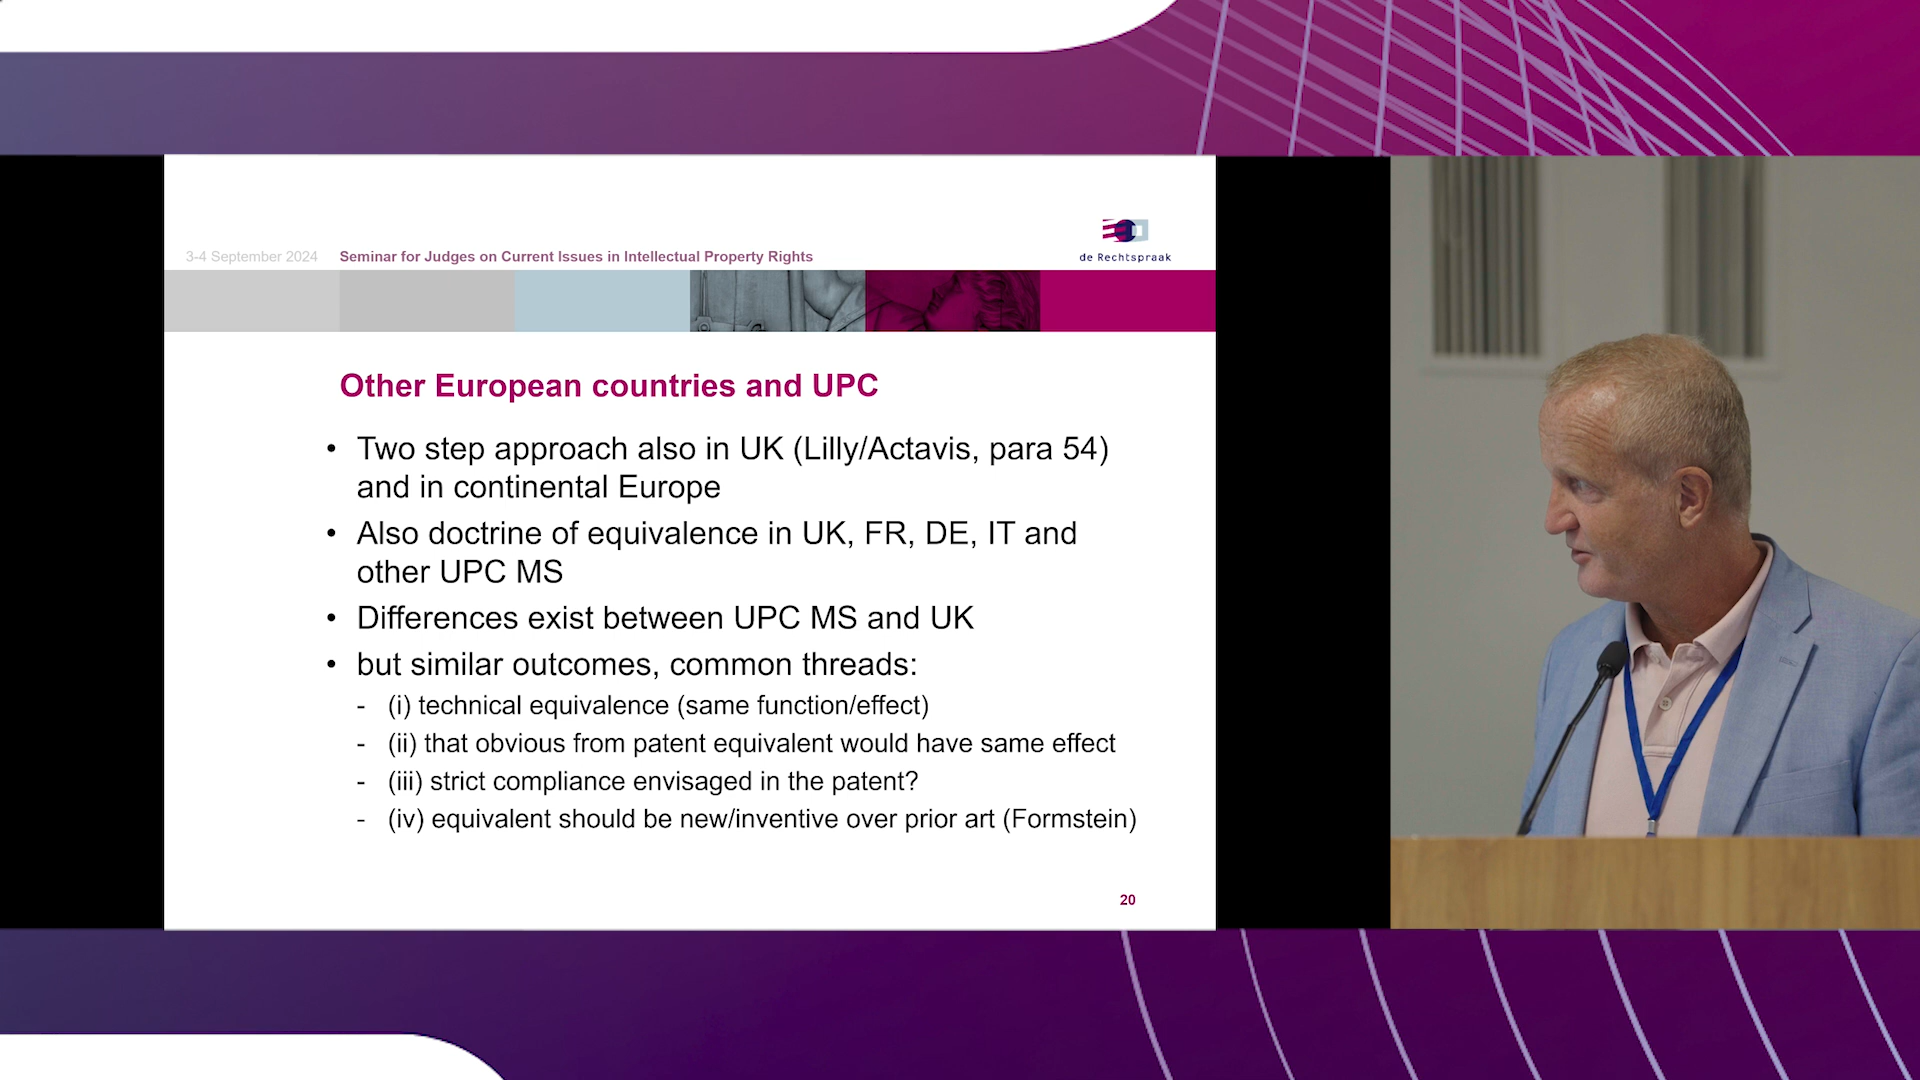 3-4 September 2024 Seminar for Judges on Current Issues in Intellectual Property Rights
de Rechtspraak
Other European countries and UPC
• Two step approach also in UK (Lilly/Actavis, para 54)
and in continental Europe
• Also doctrine of equivalence in UK, FR, DE, IT and
other UPC MS
• Differences exist between UPC MS and UK
• but similar outcomes, common threads:
- (i) technical equivalence (same function/effect)
- (ii) that obvious from patent equivalent would have same effect
- (iii) strict compliance envisaged in the patent?
- (iv) equivalent should be new/inventive over prior art (Formstein)
20